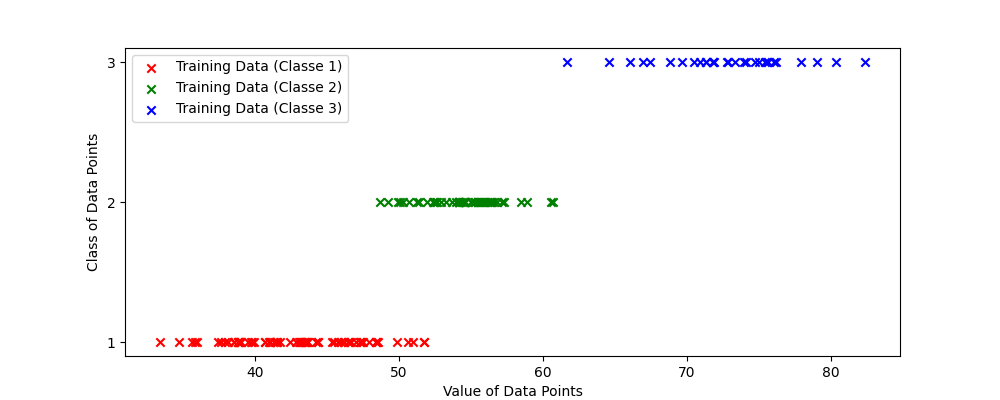 Training Data (Classe 1)
Training Data (Classe 2)
Training Data (Classe 3)
3
2
1
Class of Data Points
40 50 60 70 80
Value of Data Points